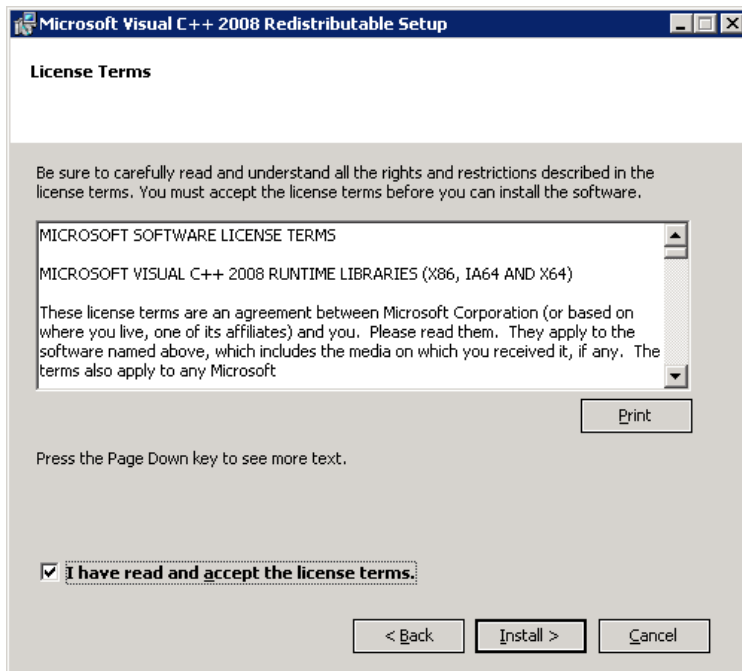 Microsoft Visual C++ 2008 Redistributable Setup
License Terms
Be sure to carefully read and understand all the rights and restrictions described in the
license terms. You must accept the license terms before you can install the software.
MICROSOFT SOFTWARE LICENSE TERMS
MICROSOFT VISUAL C++ 2008 RUNTIME LIBRARIES (X86, IA64 AND X64)
These license terms are an agreement between Microsoft Corporation (or based on
where you live, one of its affiliates) and you.  Please read them.  They apply to the
software named above, which includes the media on which you received it, if any.  The
terms also apply to any Microsoft
Print
Press the Page Down key to see more text.
I have read and accept the license terms.
< Back
Install >
Cancel